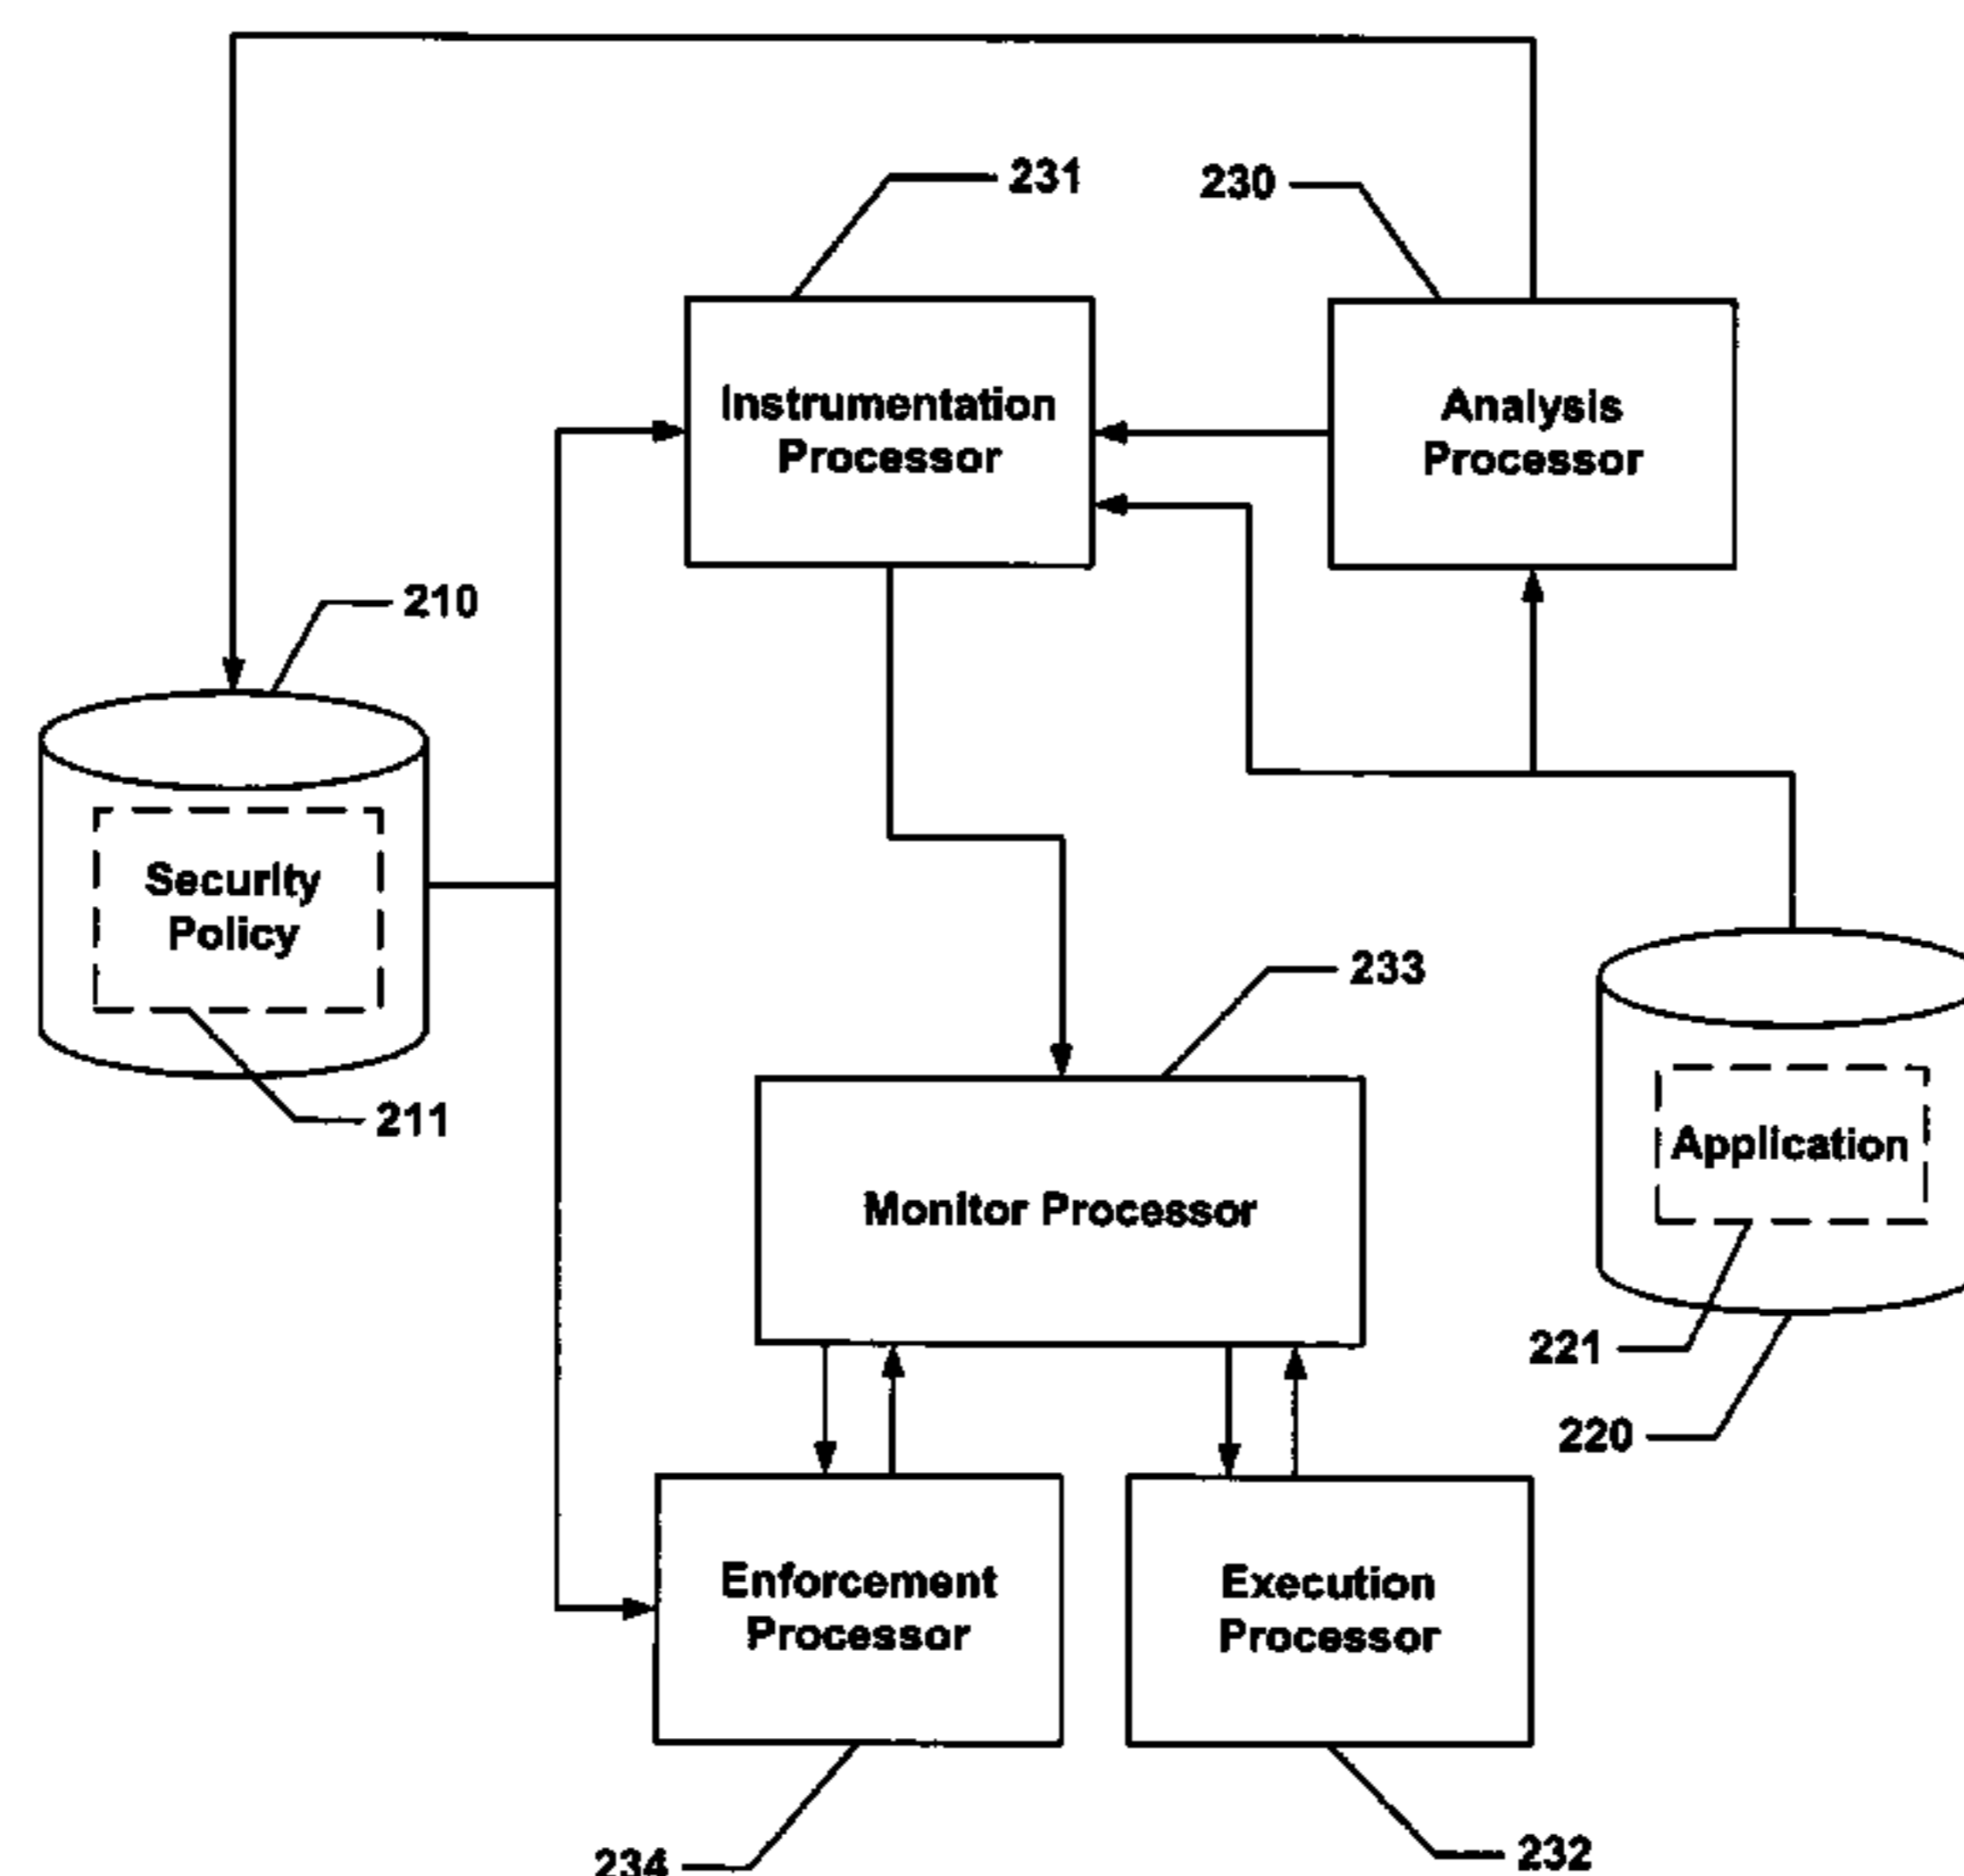 231
230
Instrumentation
Processor
Analysis
Processor
210
Security
Policy
233
211
Application
Monitor Processor
221
220
Enforcement
Processor
Execution
Processor
234
232